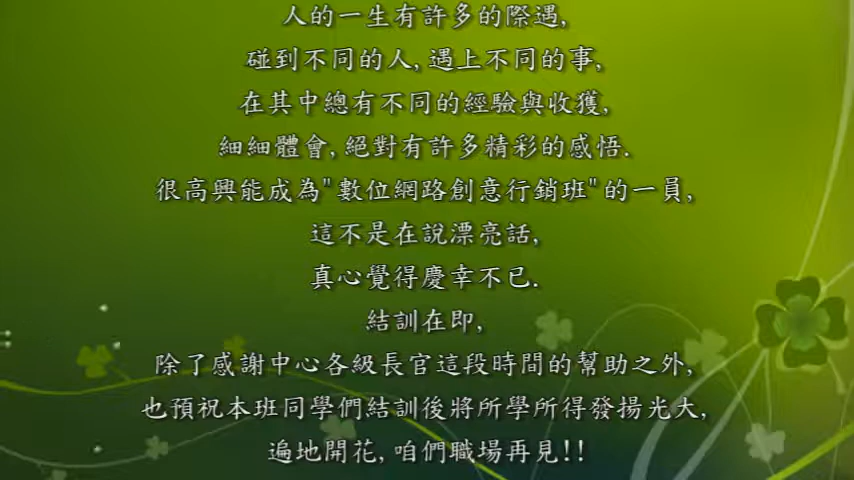 人的一生有許多的際遇,
碰到不同的人,遇上不同的事,
在其中總有不同的經驗與收獲,
細細體會,絕對有許多精彩的感悟.
很高興能成為"數位網路創意行銷班"的一員,
這不是在說漂亮話,
真心覺得慶幸不已.
結訓在即,
除了感謝中心各級長官這段時間的幫助之外,
也預祝本班同學們結訓後將所學所得發揚光大,
遍地開花,咱們職場再見!!